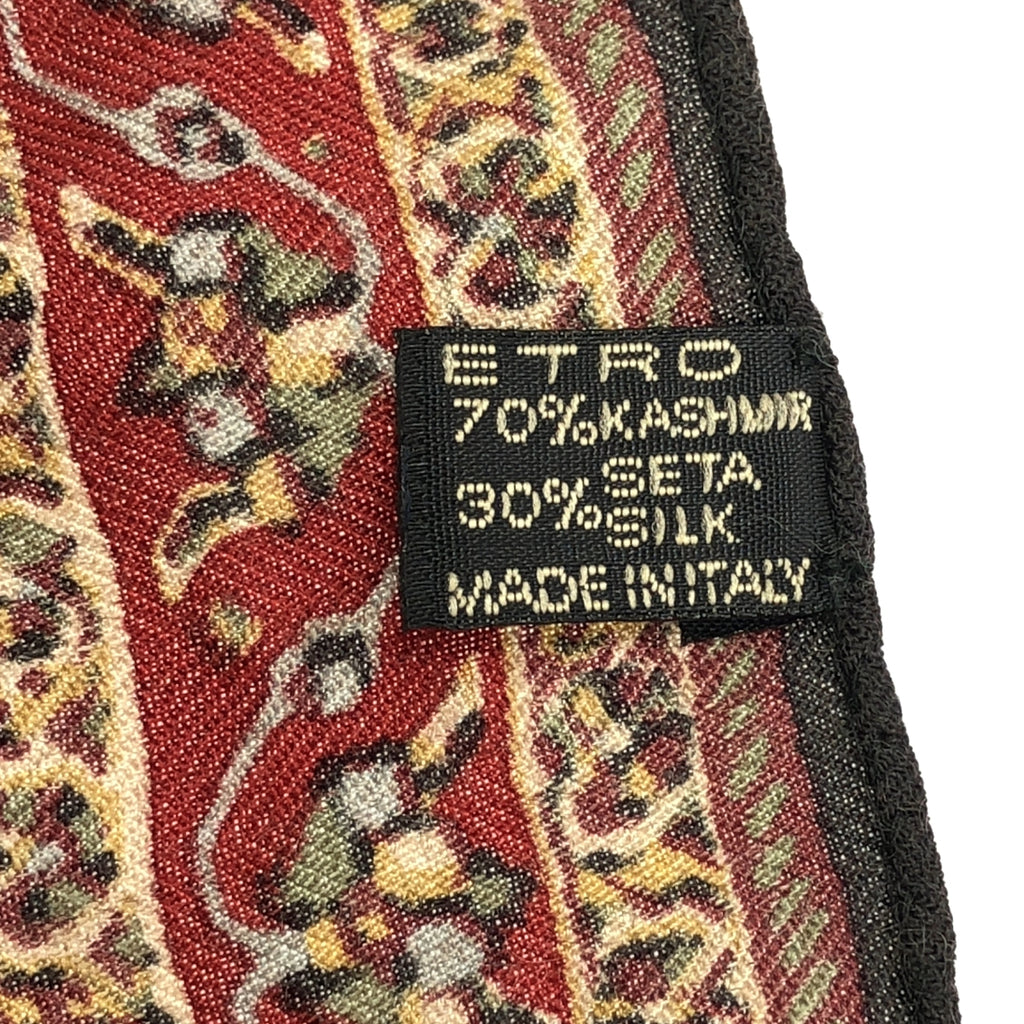 ETRO
70% KASHMIR
30% SETA
SILK
MADE IN ITALY